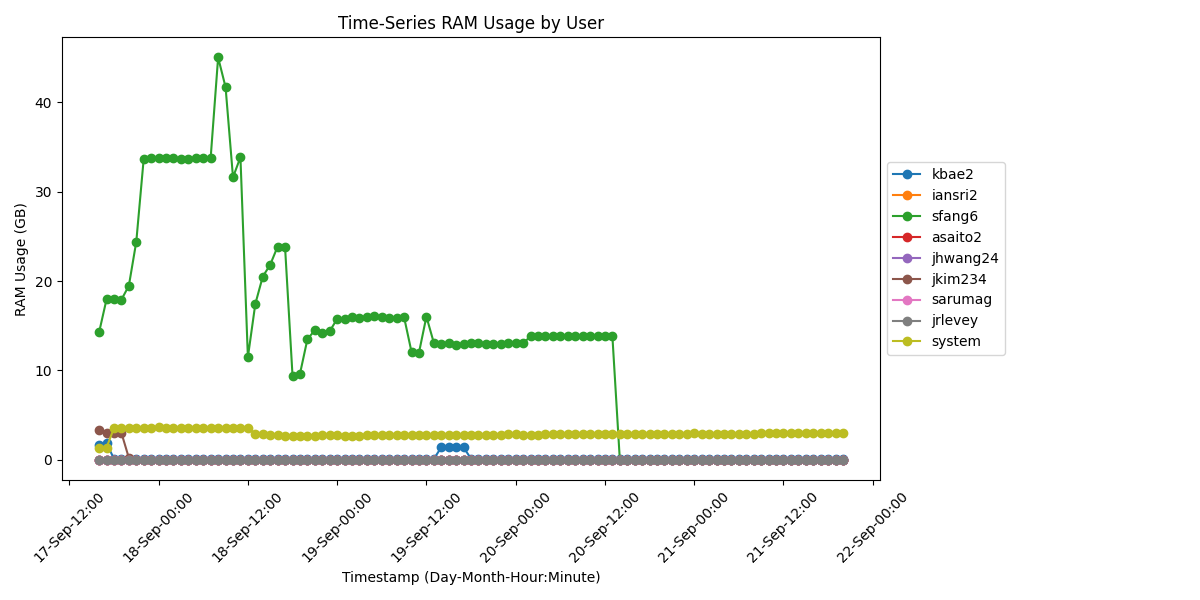 Time-Series RAM Usage by User
RAM Usage (GB)
40
30
20
10
0
17-Sep-12:00
18-Sep-00:00
18-Sep-12:00
19-Sep-00:00
19-Sep-12:00
20-Sep-00:00
20-Sep-12:00
21-Sep-00:00
21-Sep-12:00
22-Sep-00:00
Timestamp (Day-Month-Hour:Minute)
kbae2
iansri2
sfang6
asaito2
jhwang24
jkim234
sarumag
jrlevey
system